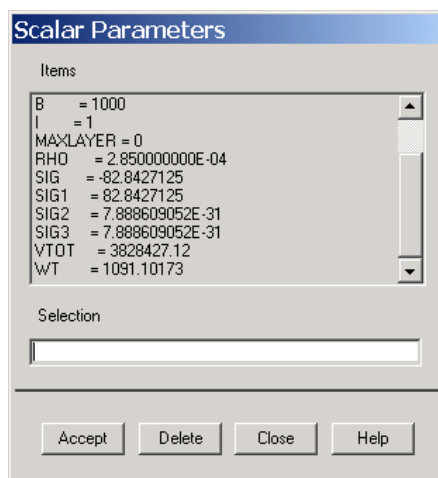 Scalar Parameters
Items
B = 1000
I = 1
MAXLAYER = 0
RHO = 2.850000000E-04
SIG = -82.8427125
SIG1 = 82.8427125
SIG2 = 7.888609052E-31
SIG3 = 7.888609052E-31
VTOT = 3828427.12
WT = 1091.10173
Selection
Accept Delete Close Help